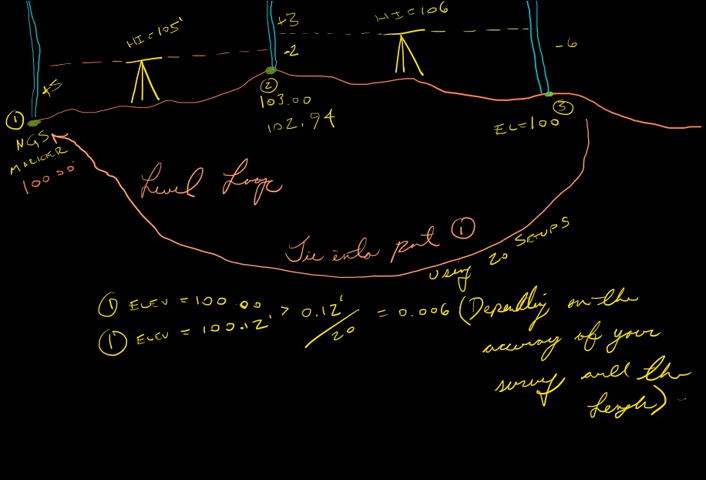 HI=105'
HI=106
+3
-2
-6
+5
①
NGS
MARKER
100.00'
②
103.00
102.94
③
EL=100
Level Loop
Tie into Point ①
using 20 SETUPS
① ELEV = 100.00 > 0.12' / 20 = 0.006 (Depending on the
①' ELEV = 100.12'
accuracy of your
survey and the
length)